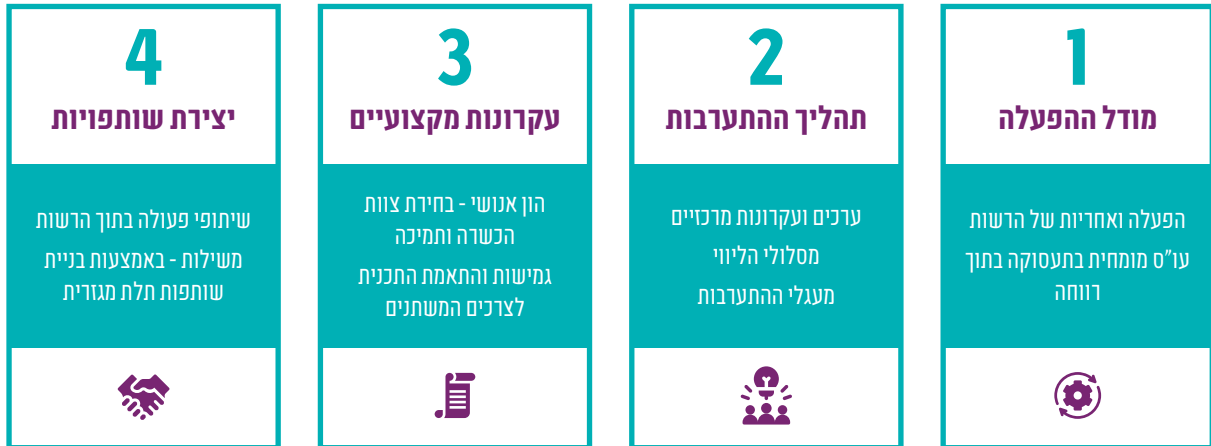 1
מודל ההפעלה
הפעלה ואחריות של הרשות
עו"ס מומחית בתעסוקה בתוך
רווחה
2
תהליך ההתערבות
ערכים ועקרונות מרכזיים
מסלולי הליווי
מעגלי ההתערבות
3
עקרונות מקצועיים
הון אנושי - בחירת צוות
הכשרה ותמיכה
גמישות והתאמת התכנית
לצרכים המשתנים
4
יצירת שותפויות
שיתופי פעולה בתוך הרשות
משילות - באמצעות בניית
שותפות תלת מגזרית